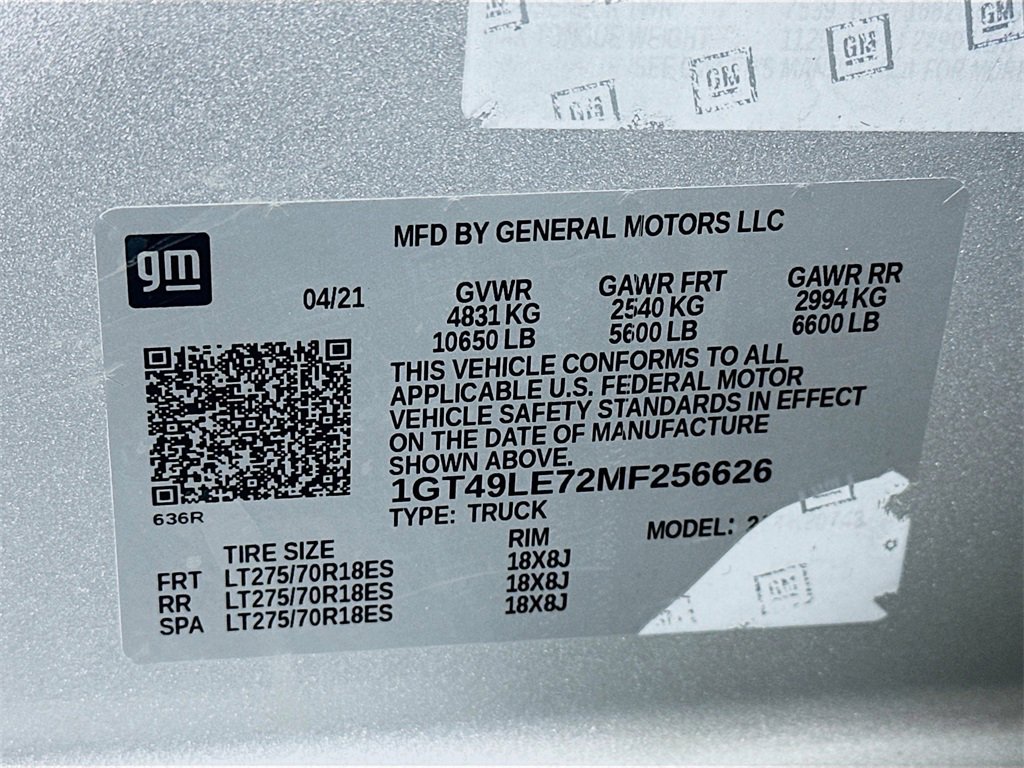 GM
GM
GM
GM
gm
MFD BY GENERAL MOTORS LLC
04/21
GVWR GAWR FRT GAWR RR
4831 KG 2540 KG 2994 KG
10650 LB 5600 LB 6600 LB
THIS VEHICLE CONFORMS TO ALL
APPLICABLE U.S. FEDERAL MOTOR
VEHICLE SAFETY STANDARDS IN EFFECT
ON THE DATE OF MANUFACTURE
SHOWN ABOVE.
1GT49LE72MF256626
636R
TYPE: TRUCK MODEL:
TIRE SIZE RIM
FRT LT275/70R18ES 18X8J
RR LT275/70R18ES 18X8J
SPA LT275/70R18ES 18X8J